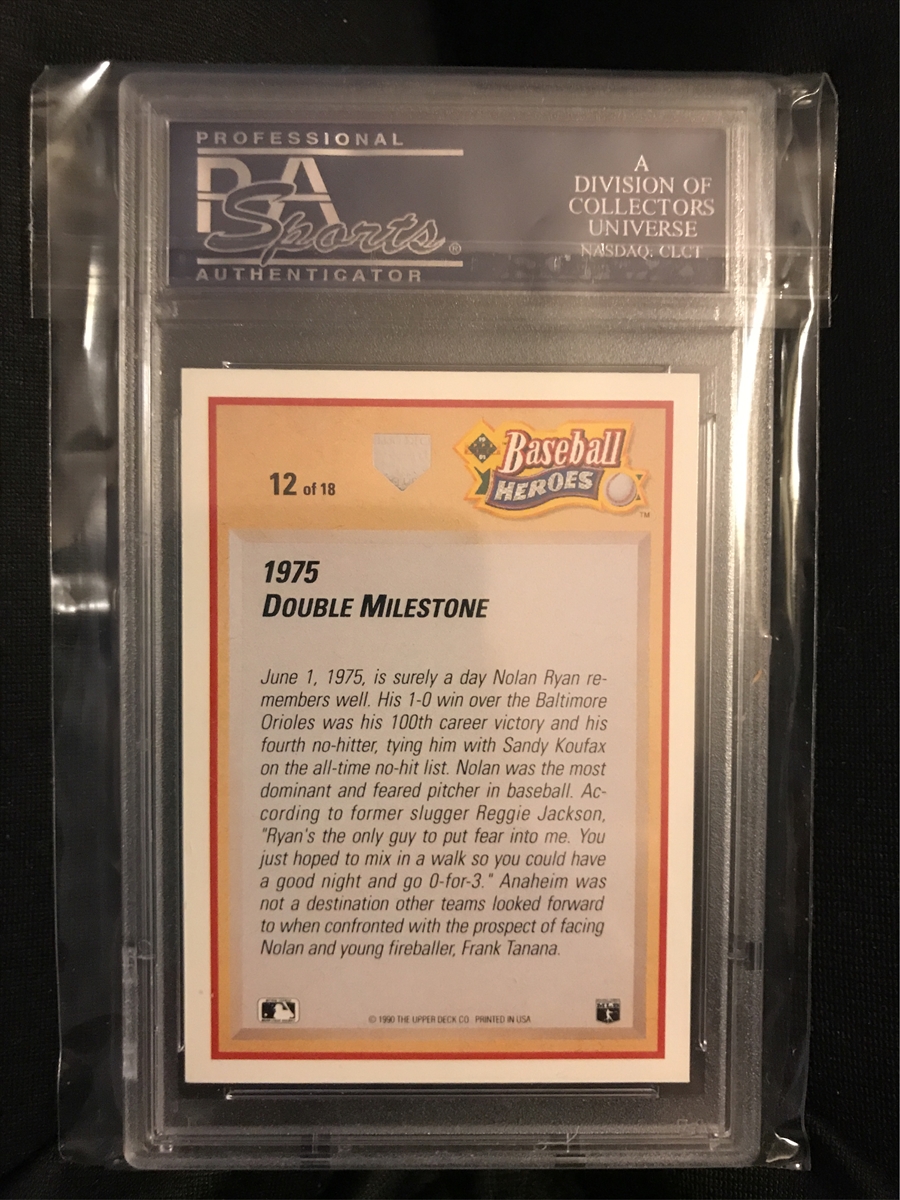 PROFESSIONAL
PSA
Sports®
AUTHENTICATOR
A
DIVISION OF
COLLECTORS
UNIVERSE
NASDAQ: CLCT
12 of 18
Baseball
HEROES
TM
1975
DOUBLE MILESTONE
June 1, 1975, is surely a day Nolan Ryan re-
members well. His 1-0 win over the Baltimore
Orioles was his 100th career victory and his
fourth no-hitter, tying him with Sandy Koufax
on the all-time no-hit list. Nolan was the most
dominant and feared pitcher in baseball. Ac-
cording to former slugger Reggie Jackson,
"Ryan's the only guy to put fear into me. You
just hoped to mix in a walk so you could have
a good night and go 0-for-3." Anaheim was
not a destination other teams looked forward
to when confronted with the prospect of facing
Nolan and young fireballer, Frank Tanana.
© 1990 THE UPPER DECK CO. PRINTED IN USA